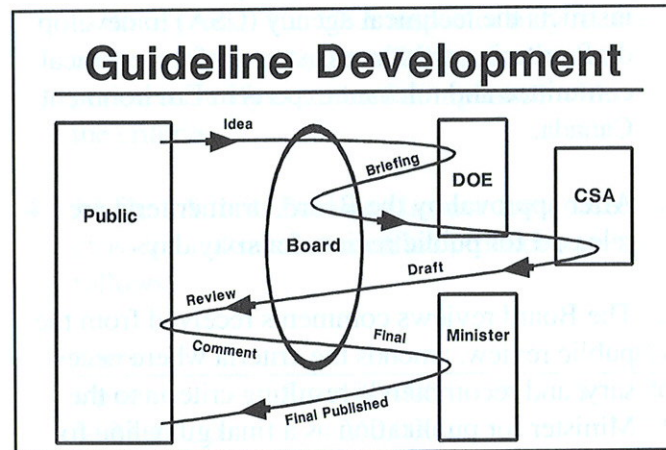 Guideline Development
Idea
Briefing
DOE
CSA
Public
Board
Draft
Review
Comment
Final
Minister
Final Published